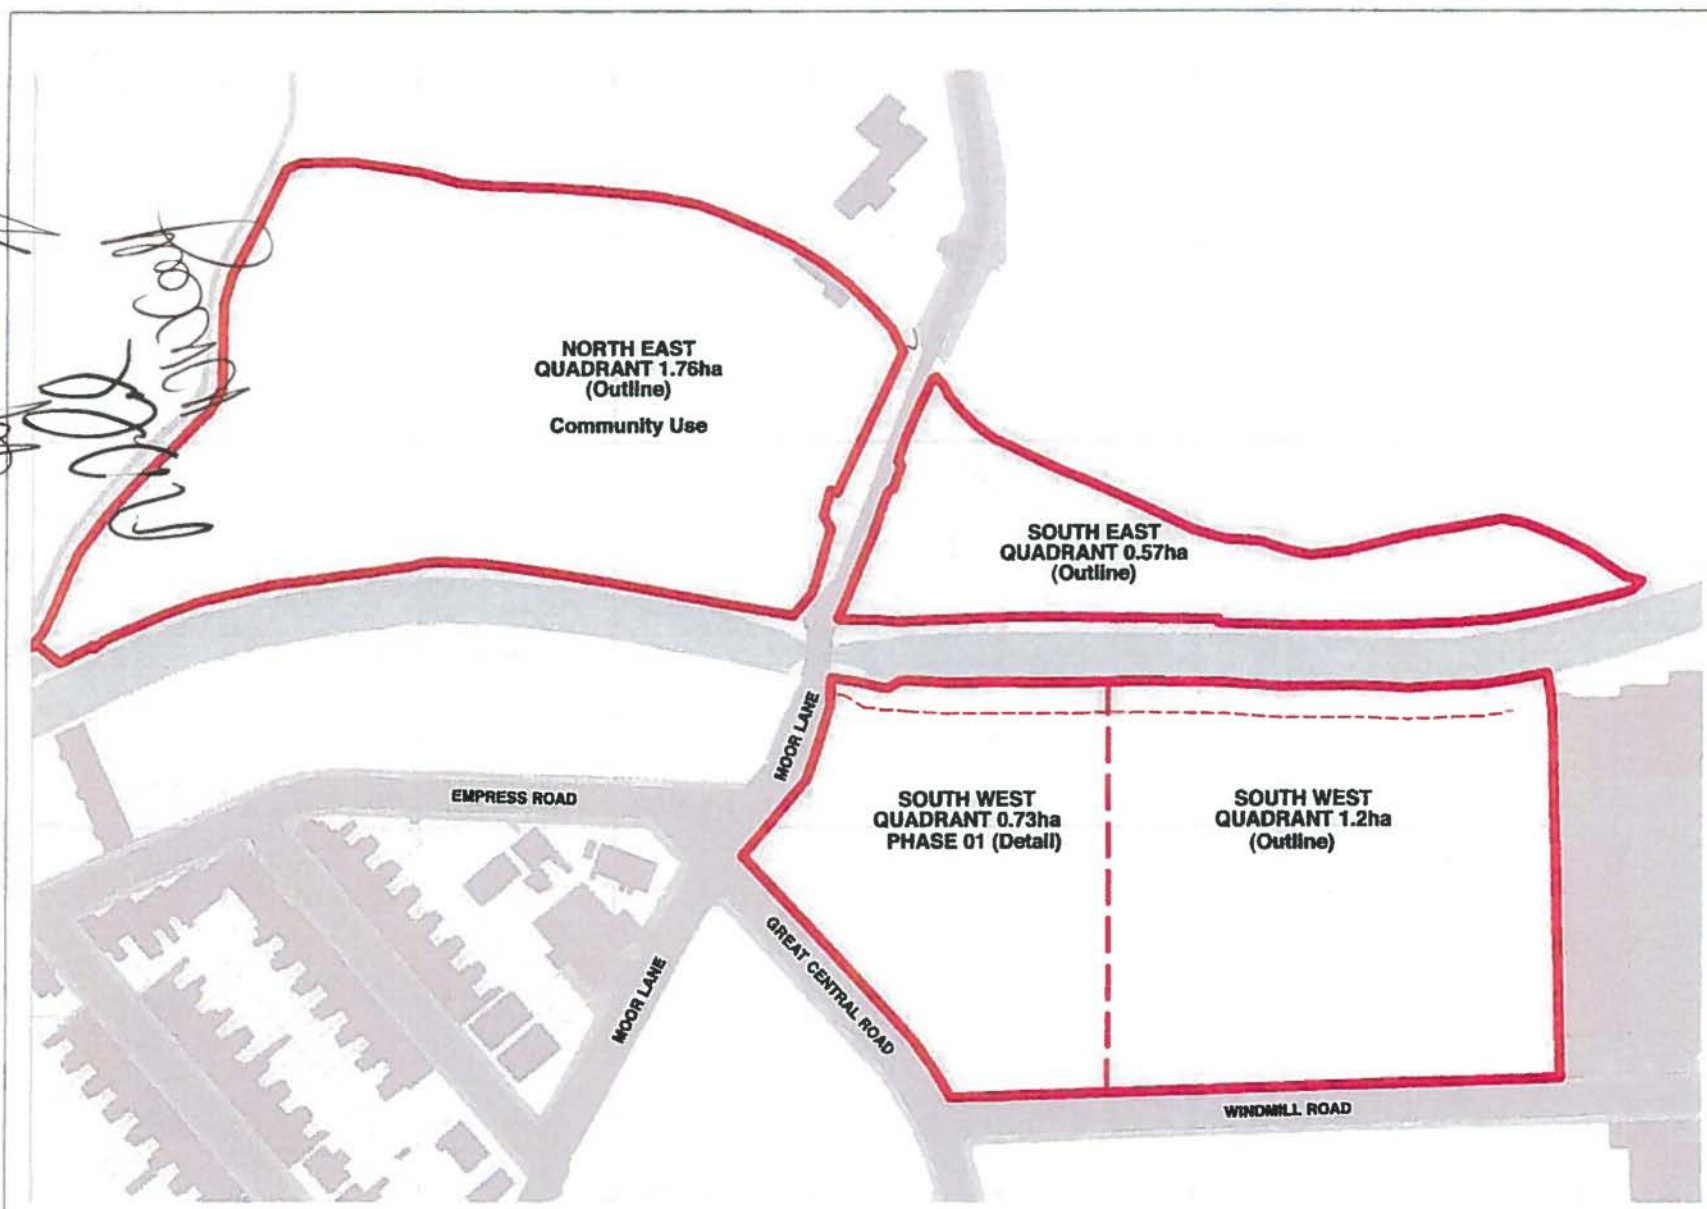 NORTH EAST
QUADRANT 1.76ha
(Outline)
Community Use
SOUTH EAST
QUADRANT 0.57ha
(Outline)
MOOR LANE
EMPRESS ROAD
SOUTH WEST
QUADRANT 0.73ha
PHASE 01 (Detail)
SOUTH WEST
QUADRANT 1.2ha
(Outline)
GREAT CENTRAL ROAD
MOOR LANE
WINDMILL ROAD